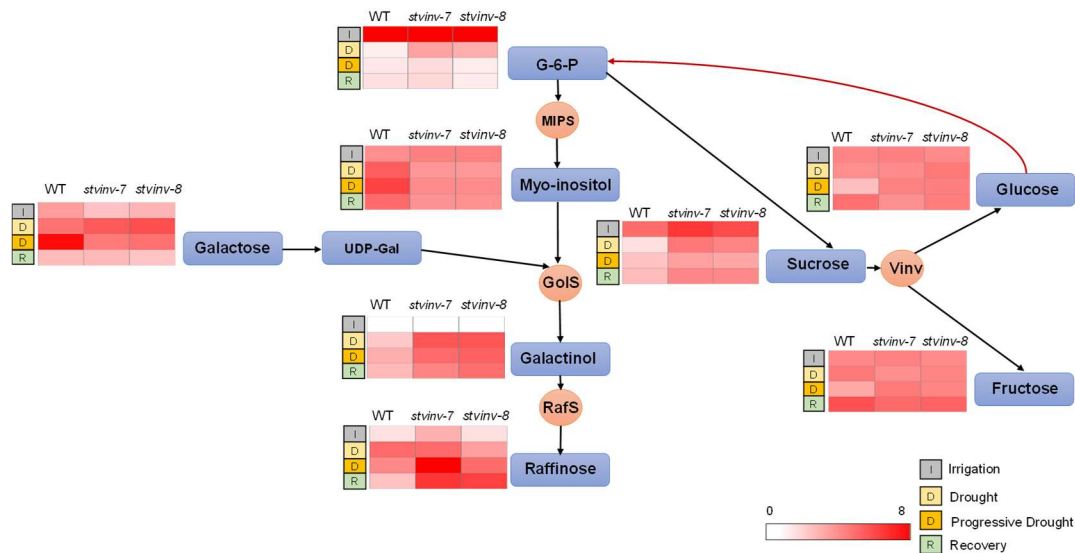 WT stvinv-7 stvinv-8
I
D
D
R
G-6-P
MIPS
WT stvinv-7 stvinv-8
I
D
D
R
Myo-inositol
WT stvinv-7 stvinv-8
I
D
D
R
Glucose
WT stvinv-7 stvinv-8
I
D
D
R
Galactose
UDP-Gal
WT stvinv-7 stvinv-8
I
D
D
R
Sucrose
Vinv
GolS
WT stvinv-7 stvinv-8
I
D
D
R
Galactinol
RafS
WT stvinv-7 stvinv-8
I
D
D
R
Fructose
WT stvinv-7 stvinv-8
I
D
D
R
Raffinose
I Irrigation
D Drought
D Progressive Drought
R Recovery
0 8